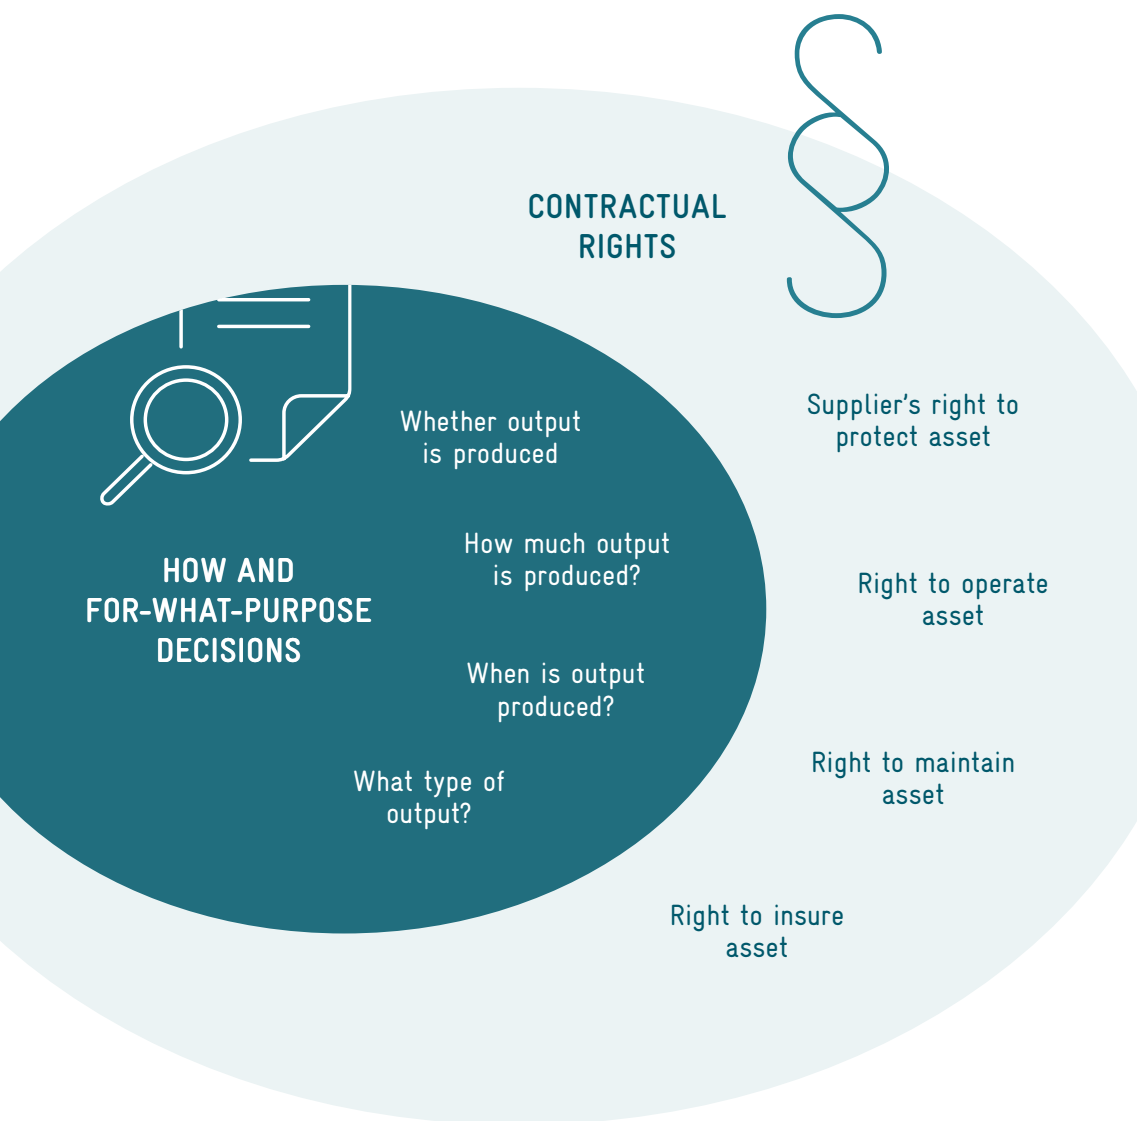 CONTRACTUAL
RIGHTS
Whether output
is produced
How much output
is produced?
HOW AND
FOR-WHAT-PURPOSE
DECISIONS
When is output
produced?
What type of
output?
Supplier's right to
protect asset
Right to operate
asset
Right to maintain
asset
Right to insure
asset